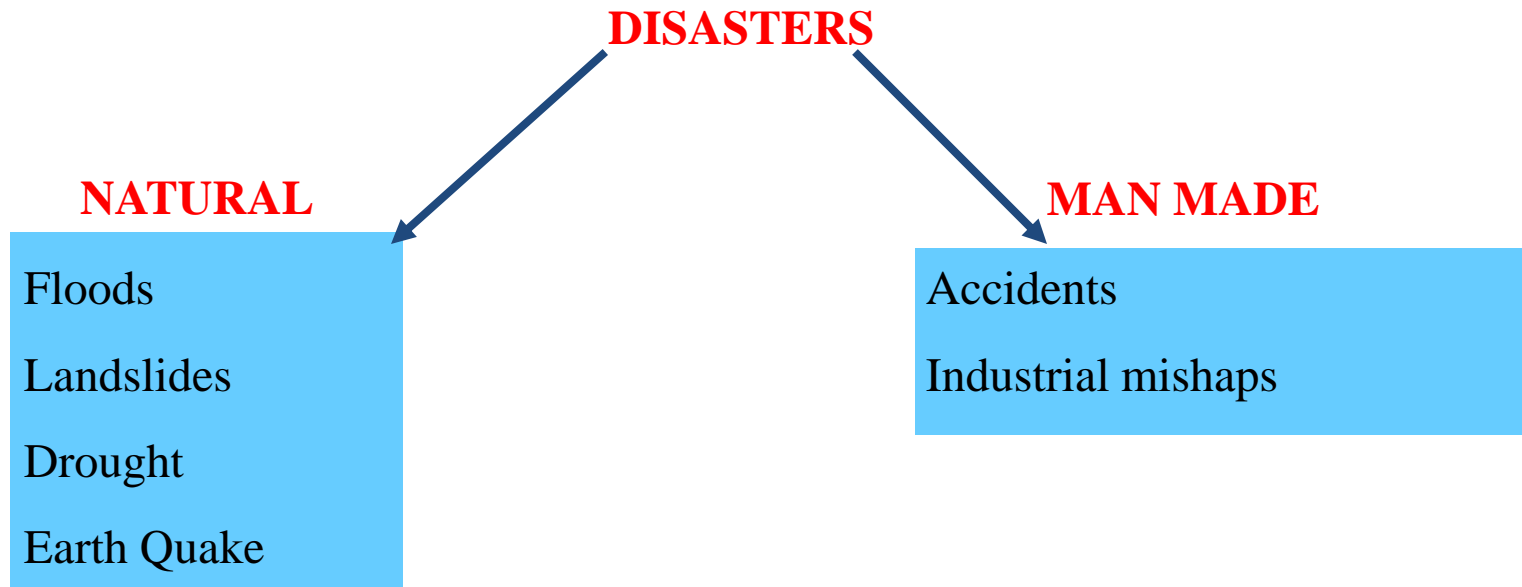 DISASTERS
NATURAL
Floods
Landslides
Drought
Earth Quake
MAN MADE
Accidents
Industrial mishaps